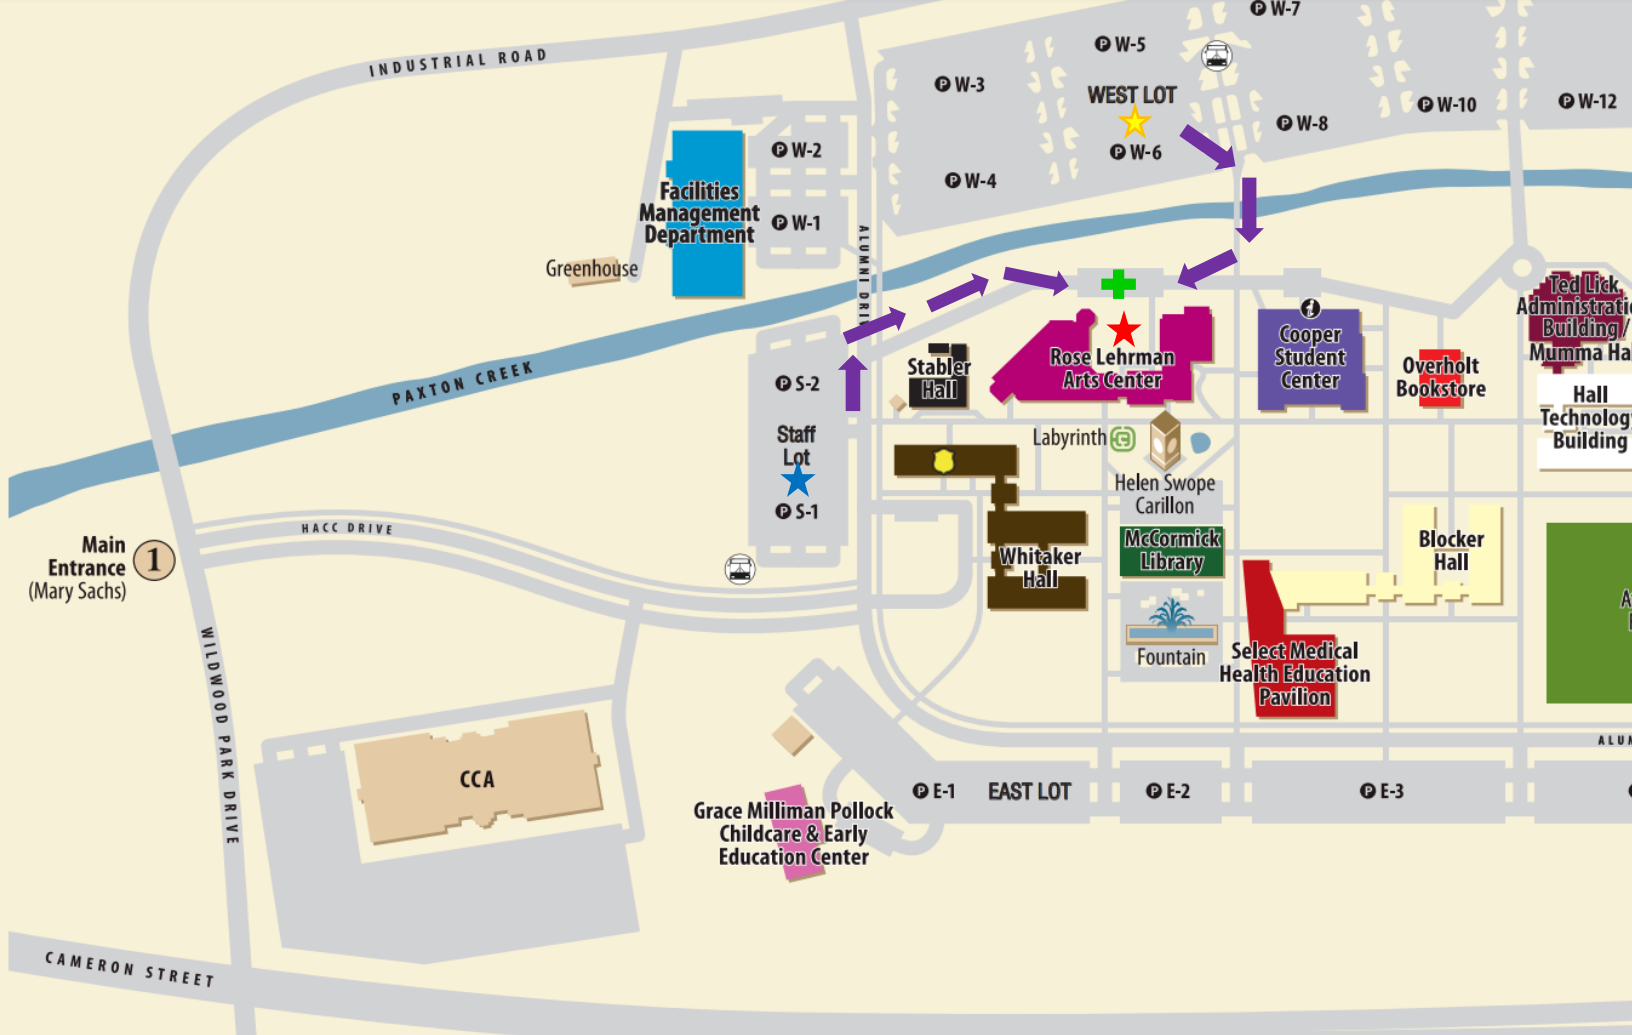 W-7
INDUSTRIAL ROAD
W-5
W-3
WEST LOT
W-10
W-12
W-8
W-2
W-6
W-4
Facilities
Management
Department
W-1
ALUMNI DRIV
Greenhouse
Ted Lick
Administratio
Building /
Mumma Ha
Cooper
Student
Center
Rose Lehrman
Arts Center
Stabler
Hall
Overholt
Bookstore
PAXTON CREEK
S-2
Hall
Technology
Building
Staff
Lot
S-1
Labyrinth
Helen Swope
Carillon
HACC DRIVE
Main
Entrance
(Mary Sachs)
1
Whitaker
Hall
McCormick
Library
Blocker
Hall
A
Fountain
Select Medical
Health Education
Pavilion
WILDWOOD PARK DRIVE
ALUM
CCA
E-1
EAST LOT
E-2
E-3
Grace Milliman Pollock
Childcare & Early
Education Center
CAMERON STREET